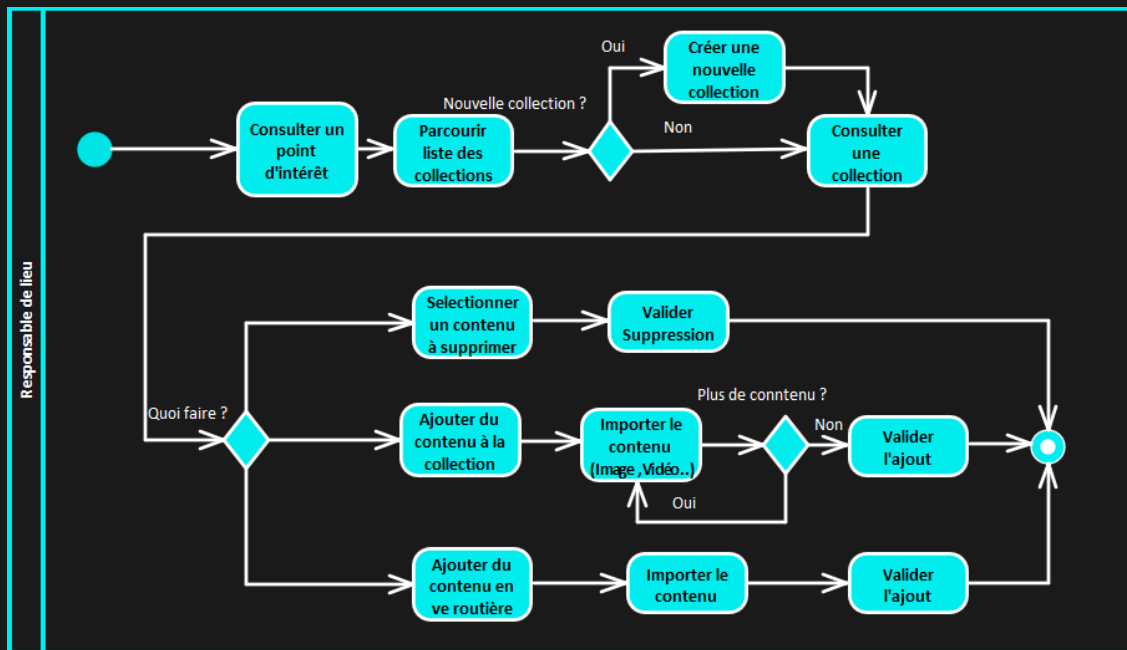 Responsable de lieu
Consulter un
point
d'intérêt
Parcourir
liste des
collections
Nouvelle collection ?
Oui
Non
Créer une
nouvelle
collection
Consulter
une
collection
Quoi faire ?
Selectionner
un contenu
à supprimer
Valider
Suppression
Ajouter du
contenu à la
collection
Importer le
contenu
(Image ,Vidéo..)
Plus de conntenu ?
Non
Oui
Valider
l'ajout
Ajouter du
contenu en
ve routière
Importer le
contenu
Valider
l'ajout